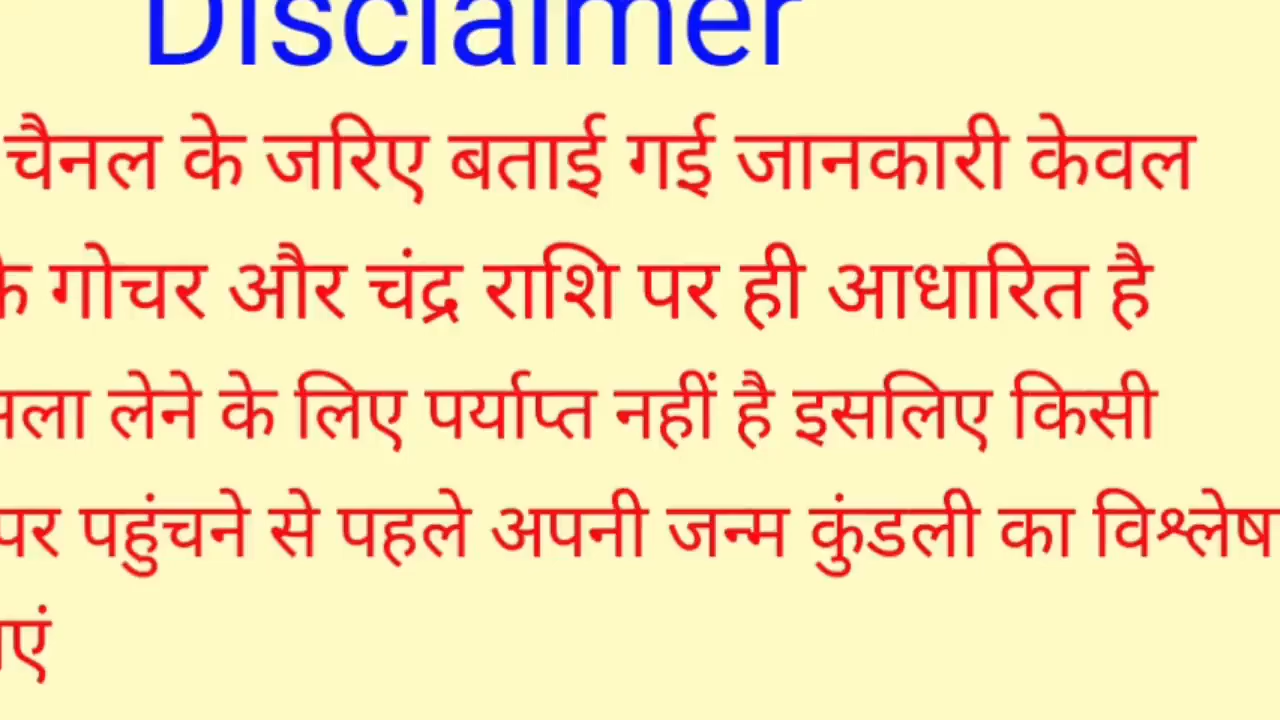 Disclaimer
चैनल के जरिए बताई गई जानकारी केवल
गोचर और चंद्र राशि पर ही आधारित है
लेने के लिए पर्याप्त नहीं है इसलिए किसी
पर पहुंचने से पहले अपनी जन्म कुंडली का